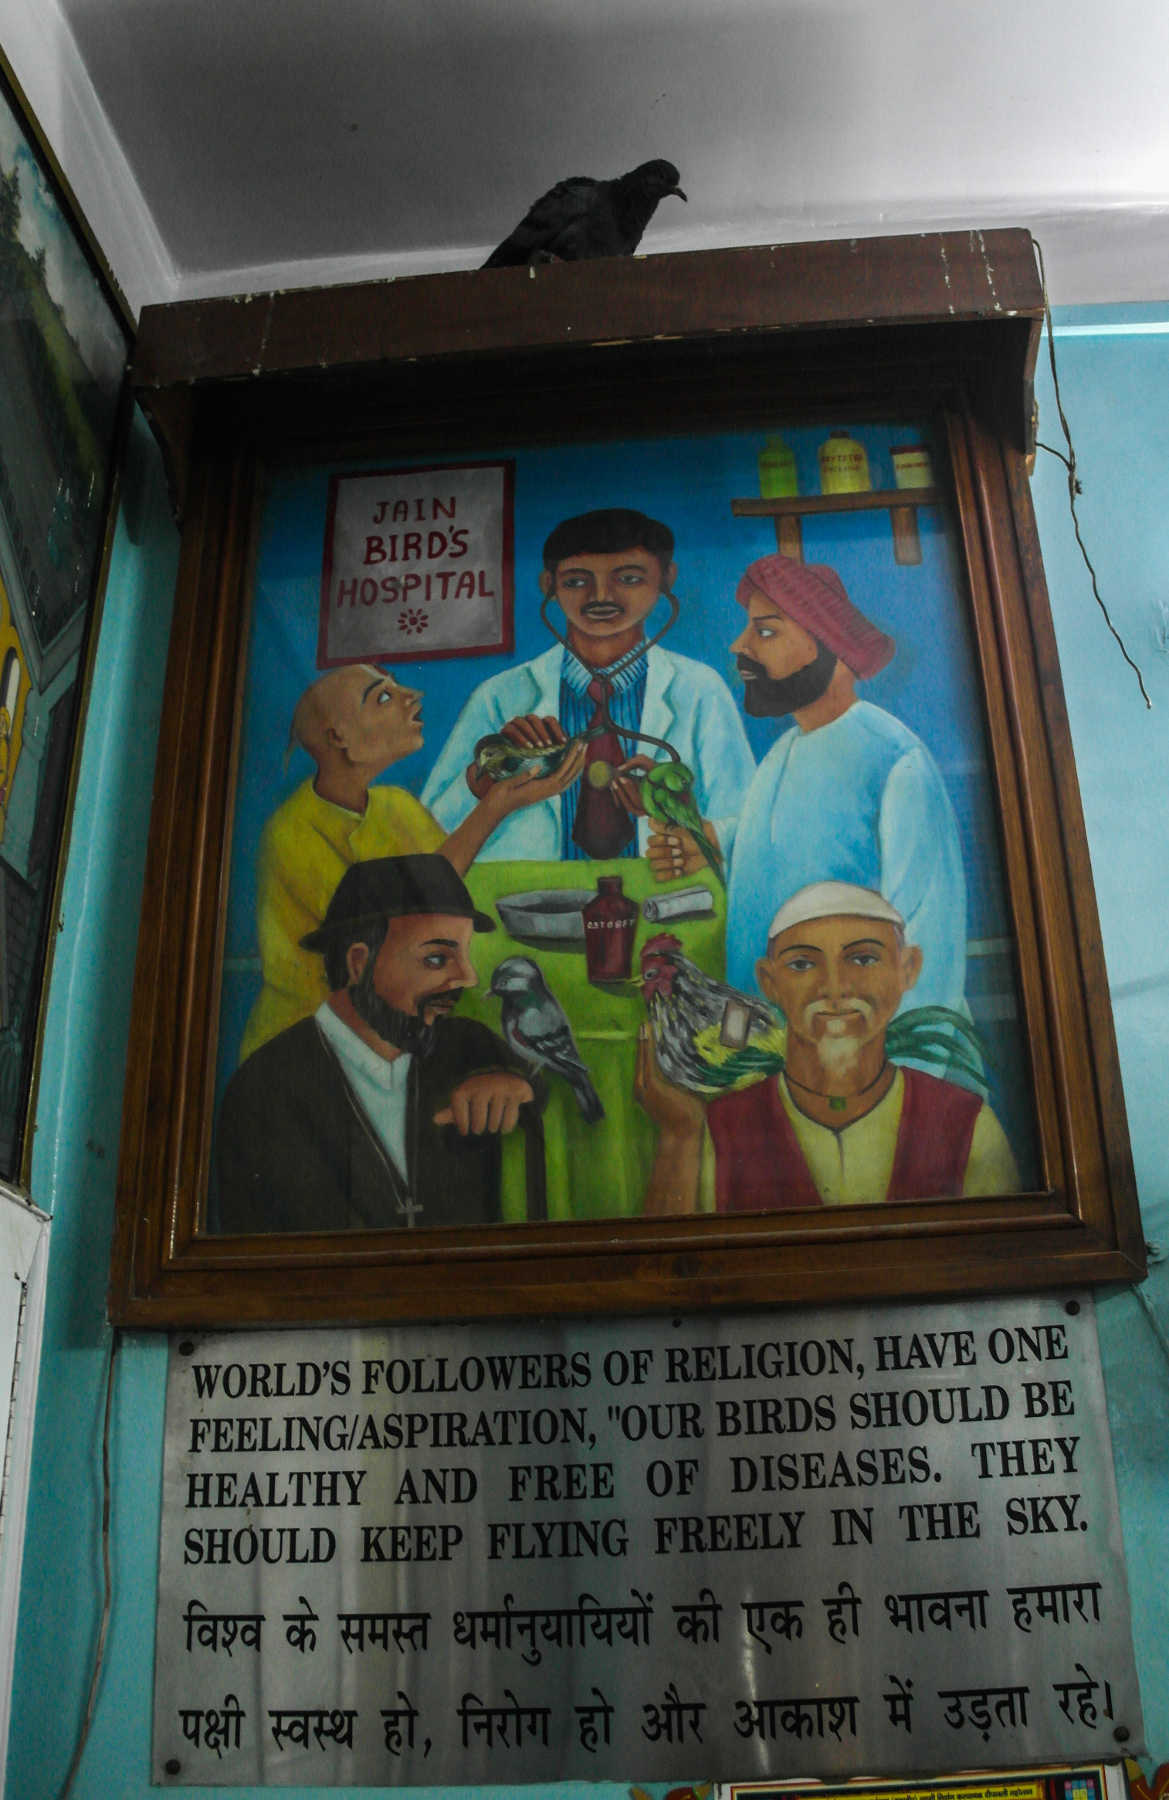 JAIN
BIRD'S
HOSPITAL
WORLD'S FOLLOWERS OF RELIGION, HAVE ONE
FEELING/ASPIRATION, "OUR BIRDS SHOULD BE
HEALTHY AND FREE OF DISEASES. THEY
SHOULD KEEP FLYING FREELY IN THE SKY.
विश्व के समस्त धर्मानुयायियों की एक ही भावना हमारा
पक्षी स्वस्थ हो, निरोग हो और आकाश में उड़ता रहे।